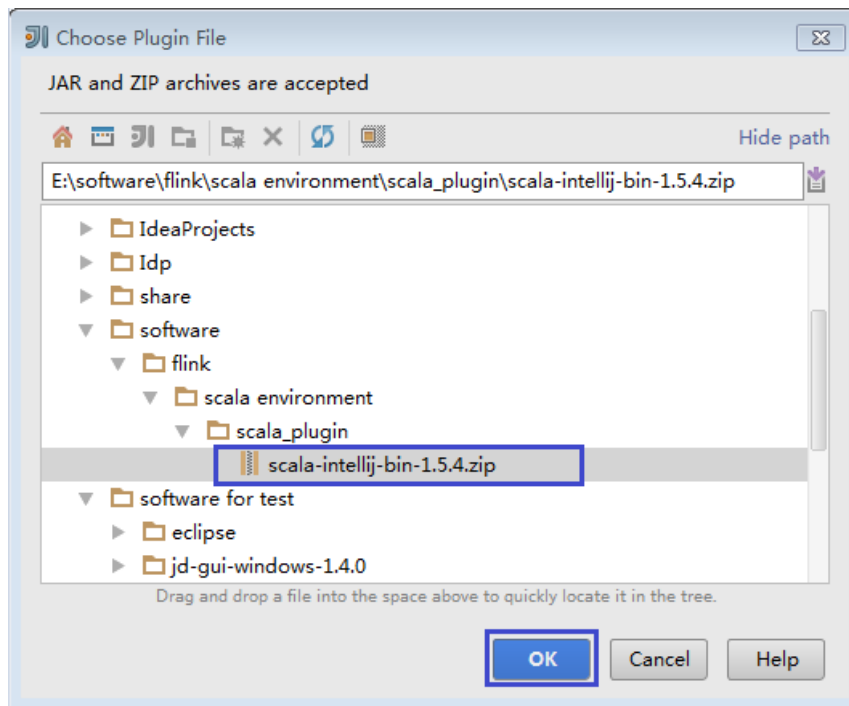 Choose Plugin File
JAR and ZIP archives are accepted
Hide path
E:\software\flink\scala environment\scala_plugin\scala-intellij-bin-1.5.4.zip
IdeaProjects
Idp
share
software
flink
scala environment
scala_plugin
scala-intellij-bin-1.5.4.zip
software for test
eclipse
jd-gui-windows-1.4.0
Drag and drop a file into the space above to quickly locate it in the tree.
OK Cancel Help